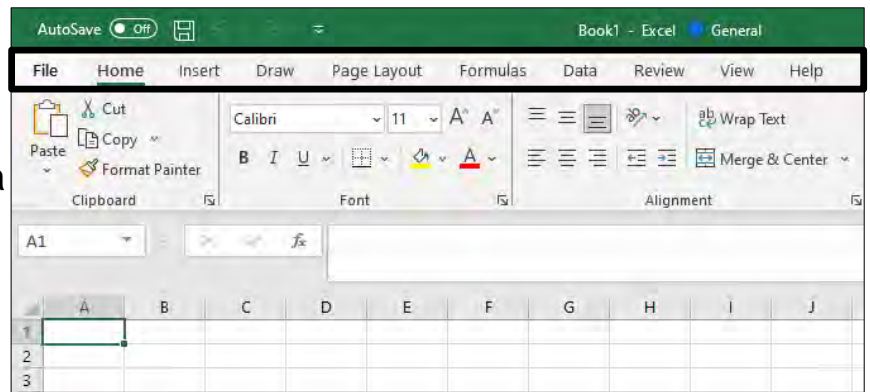 AutoSave Off Book1 - Excel General
File Home Insert Draw Page Layout Formulas Data Review View Help
Cut
Copy
Paste
Format Painter
Clipboard
Calibri 11 A A
B I U A
Font
ab Wrap Text
Merge & Center
Alignment
a
A1 fx
A B C D E F G H I J
1
2
3